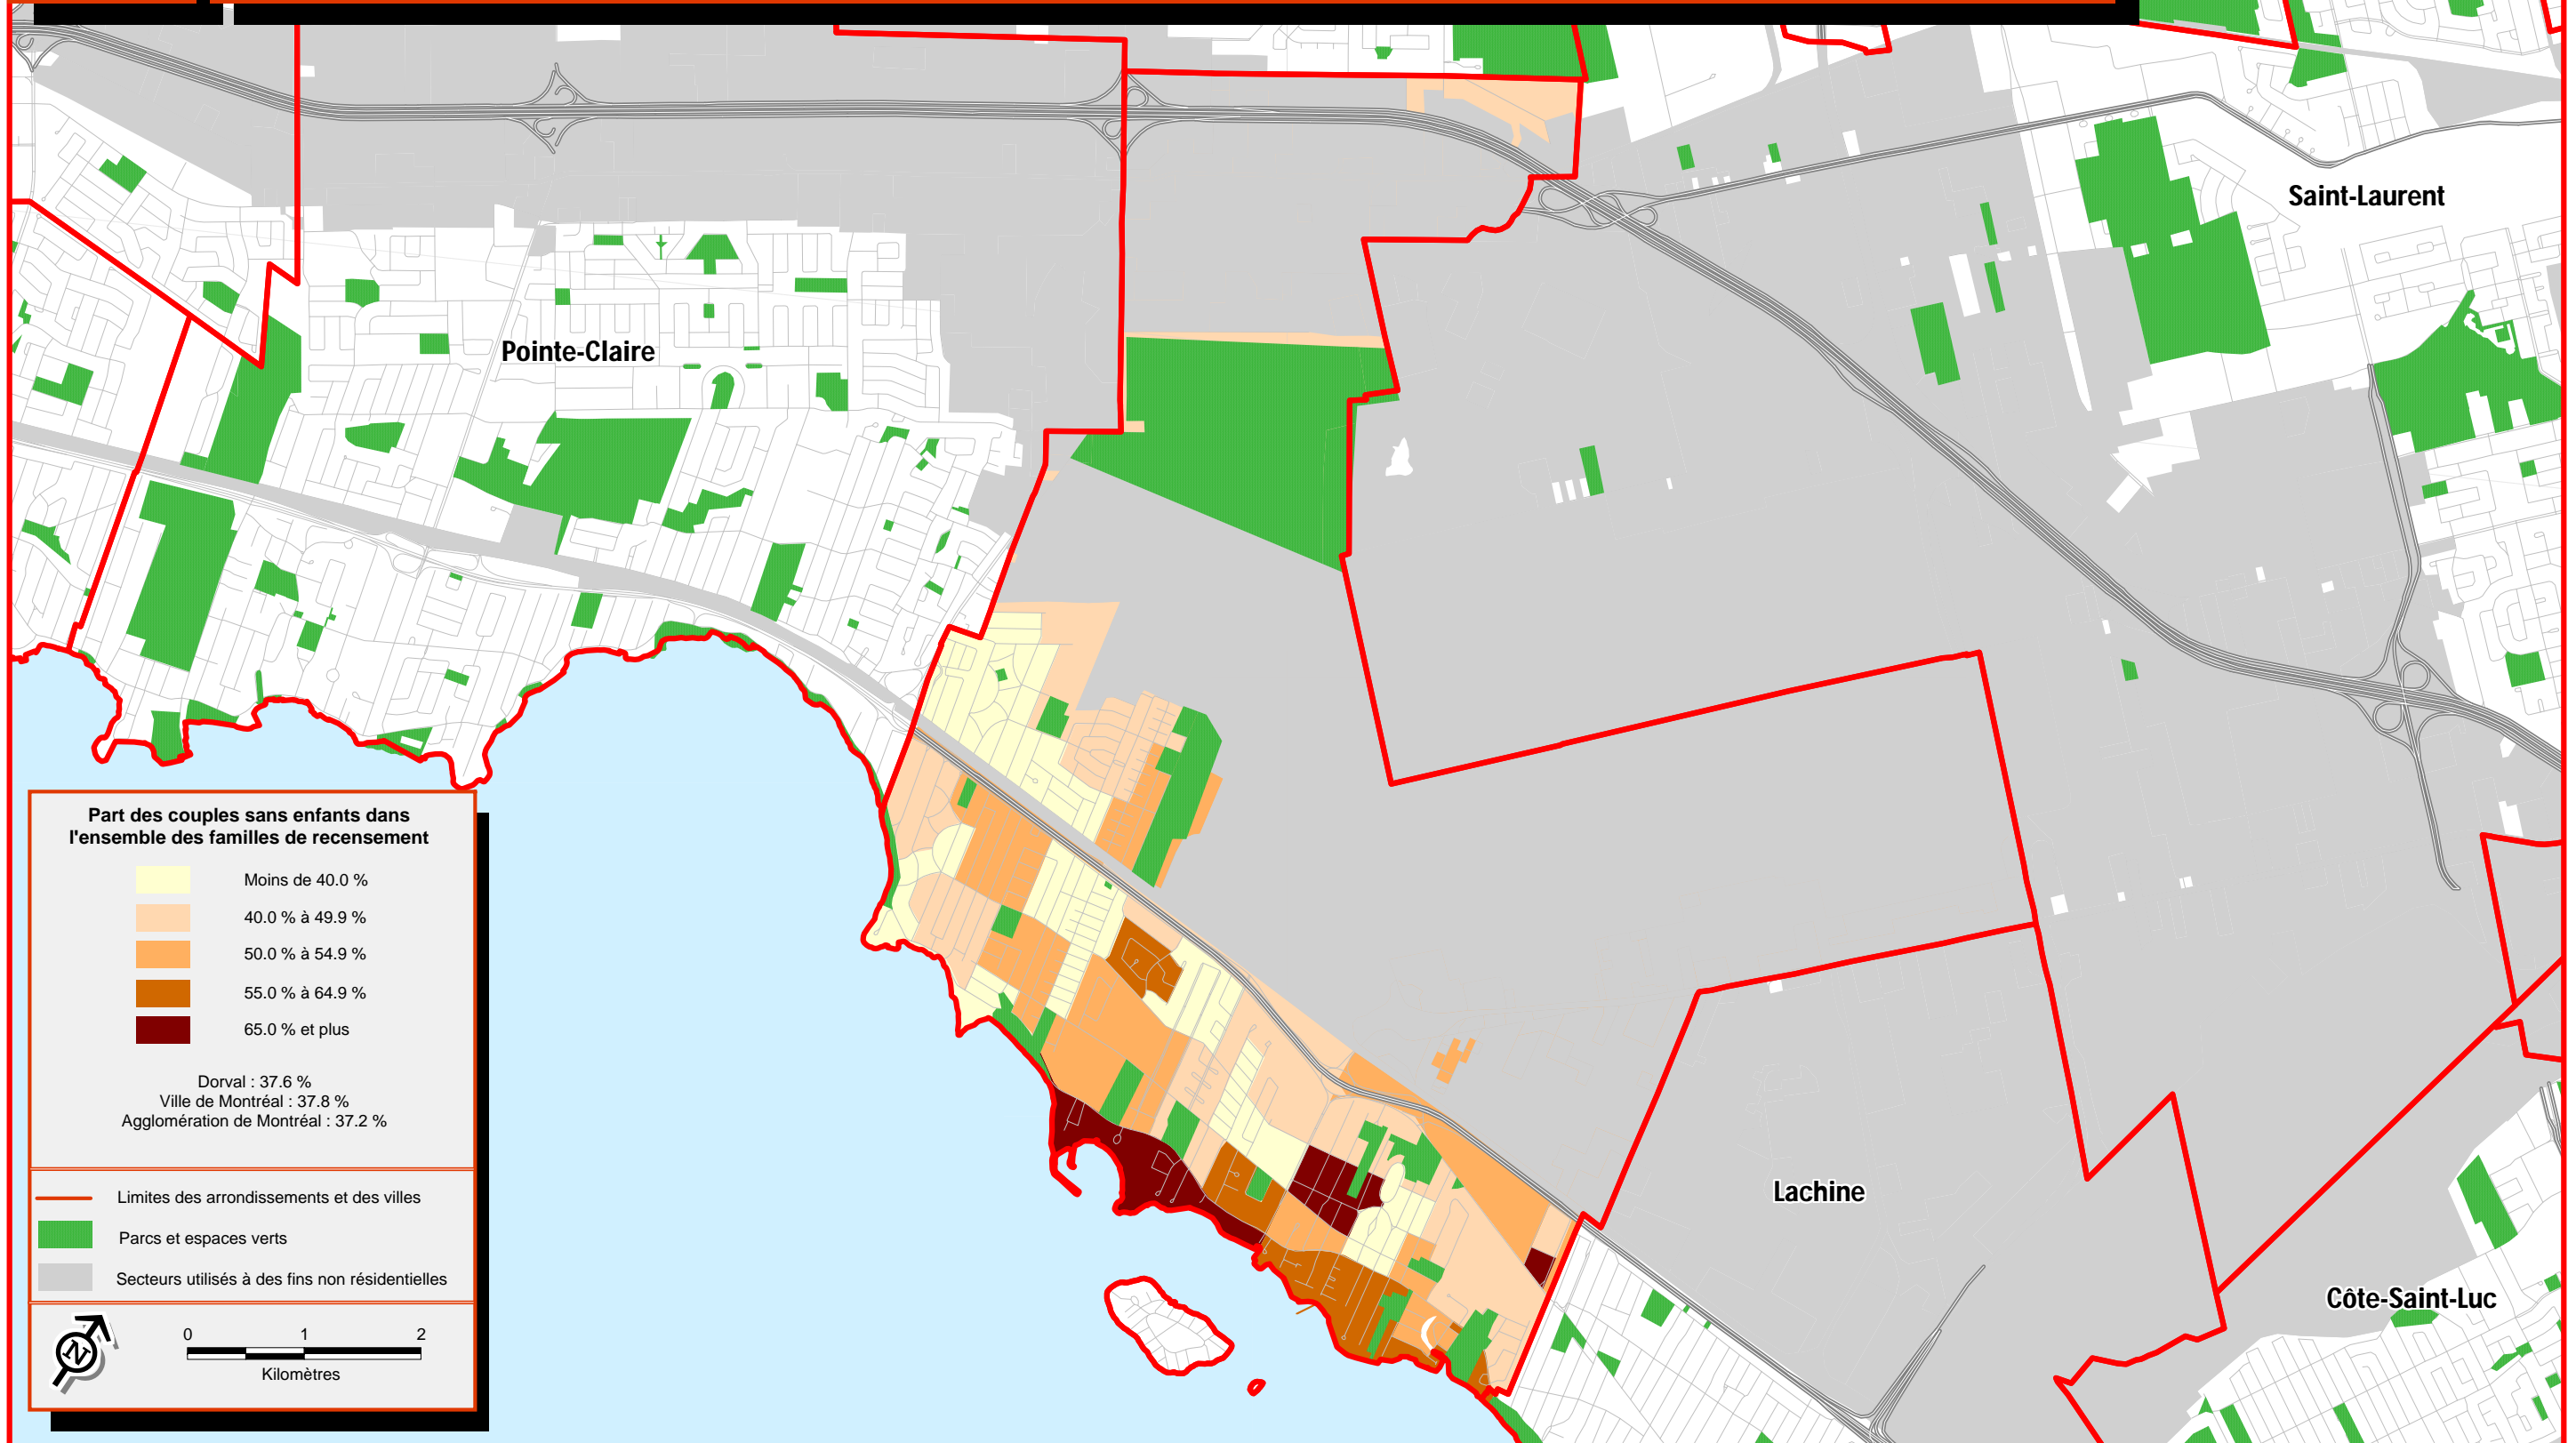 Saint-Laurent
Pointe-Claire
Part des couples sans enfants dans
l'ensemble des familles de recensement
Moins de 40.0 %
40.0 % à 49.9 %
50.0 % à 54.9 %
55.0 % à 64.9 %
65.0 % et plus
Dorval : 37.6 %
Ville de Montréal : 37.8 %
Agglomération de Montréal : 37.2 %
Limites des arrondissements et des villes
Parcs et espaces verts
Secteurs utilisés à des fins non résidentielles
N
0 1 2
Kilomètres
Lachine
Côte-Saint-Luc